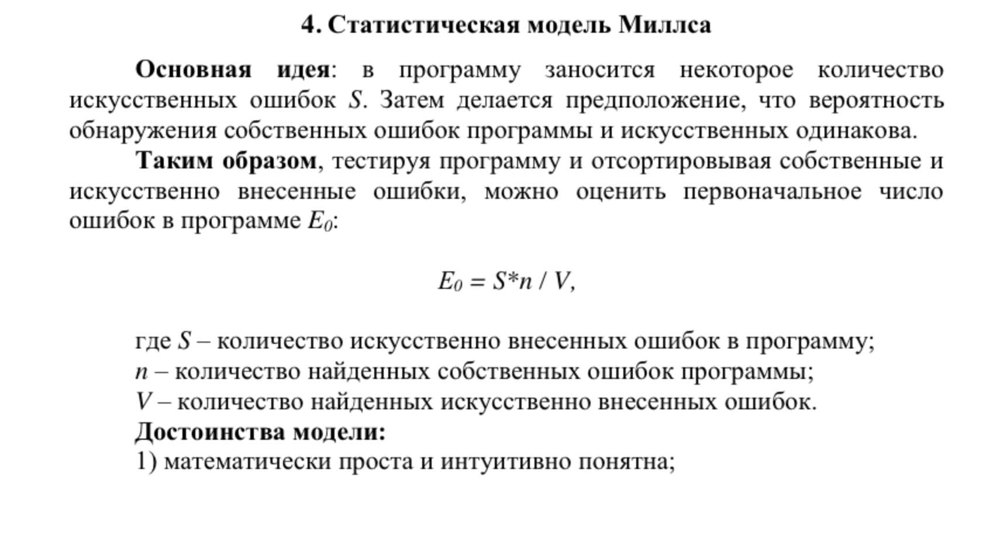 4. Статистическая модель Миллса
Основная идея: в программу заносится некоторое количество
искусственных ошибок S. Затем делается предположение, что вероятность
обнаружения собственных ошибок программы и искусственных одинакова.
Таким образом, тестируя программу и отсортировывая собственные и
искусственно внесенные ошибки, можно оценить первоначальное число
ошибок в программе E₀:
E₀ = S*n / V,
где S – количество искусственно внесенных ошибок в программу;
n – количество найденных собственных ошибок программы;
V – количество найденных искусственно внесенных ошибок.
Достоинства модели:
1) математически проста и интуитивно понятна;